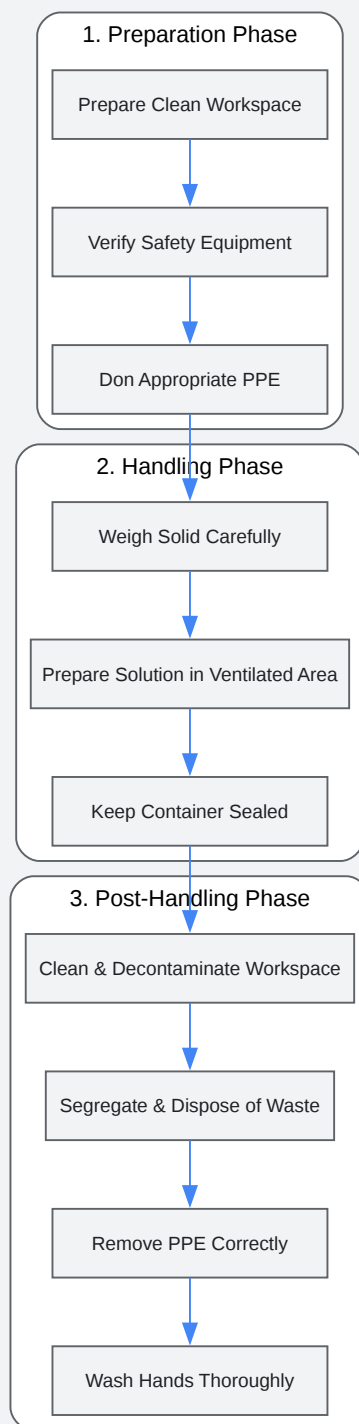 1. Preparation Phase
Prepare Clean Workspace
Verify Safety Equipment
Don Appropriate PPE
2. Handling Phase
Weigh Solid Carefully
Prepare Solution in Ventilated Area
Keep Container Sealed
3. Post-Handling Phase
Clean & Decontaminate Workspace
Segregate & Dispose of Waste
Remove PPE Correctly
Wash Hands Thoroughly